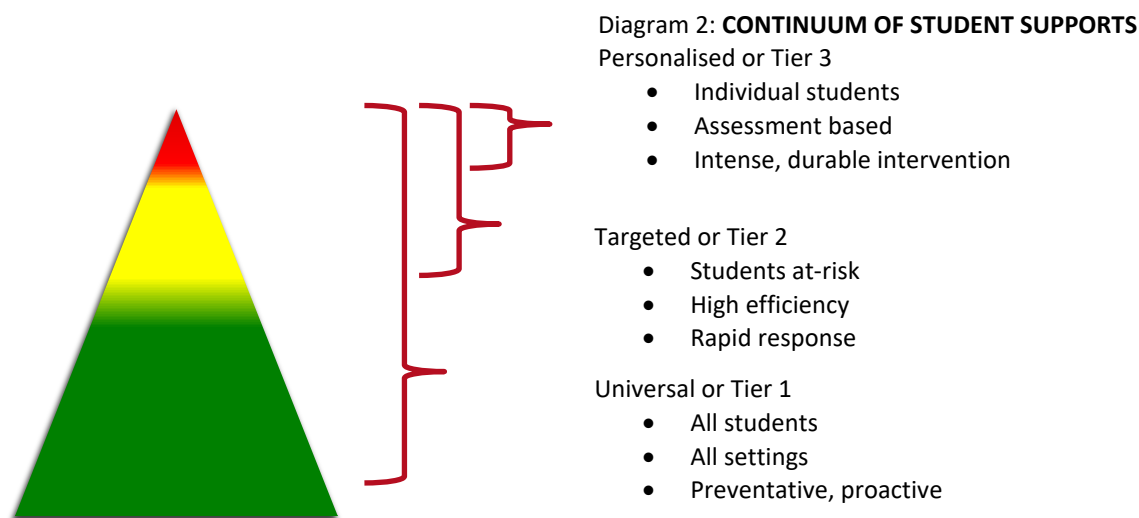 Diagram 2: CONTINUUM OF STUDENT SUPPORTS
Personalised or Tier 3
• Individual students
• Assessment based
• Intense, durable intervention
Targeted or Tier 2
• Students at-risk
• High efficiency
• Rapid response
Universal or Tier 1
• All students
• All settings
• Preventative, proactive